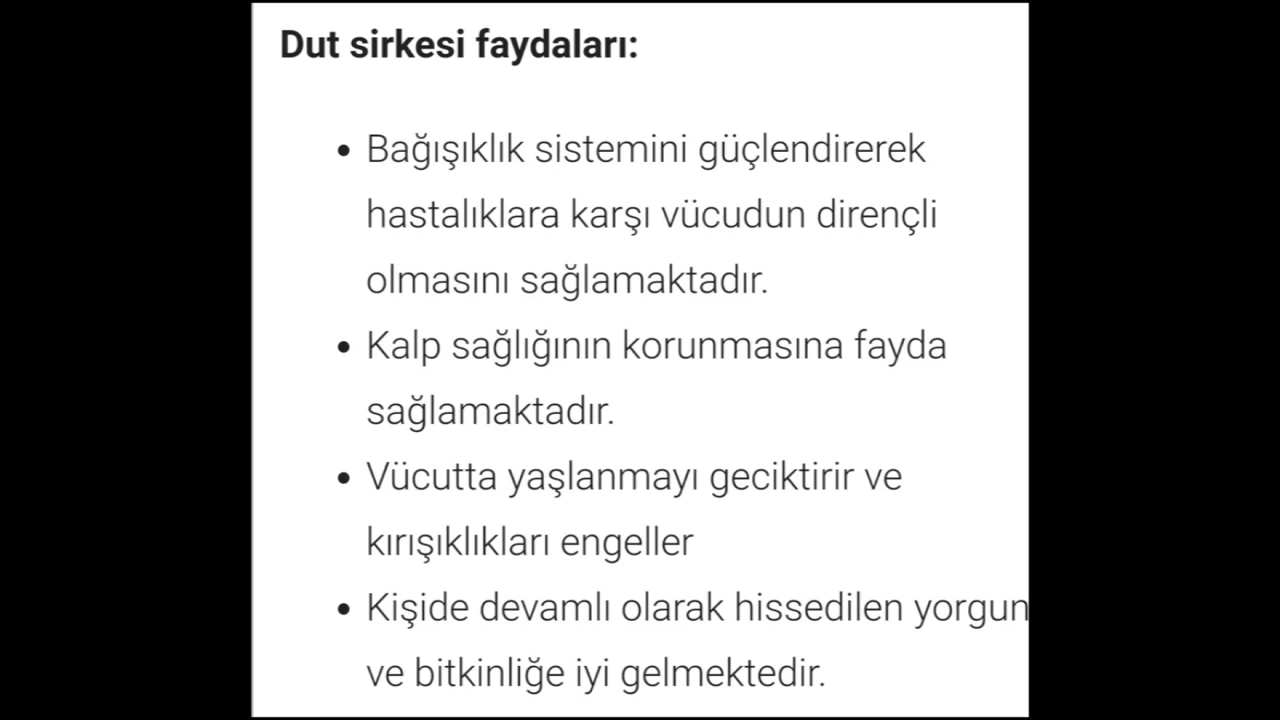 Dut sirkesi faydaları:
• Bağışıklık sistemini güçlendirerek
hastalıklara karşı vücudun dirençli
olmasını sağlamaktadır.
• Kalp sağlığının korunmasına fayda
sağlamaktadır.
• Vücutta yaşlanmayı geciktirir ve
kırışıklıkları engeller
• Kişide devamlı olarak hissedilen yorgun
ve bitkinliğe iyi gelmektedir.